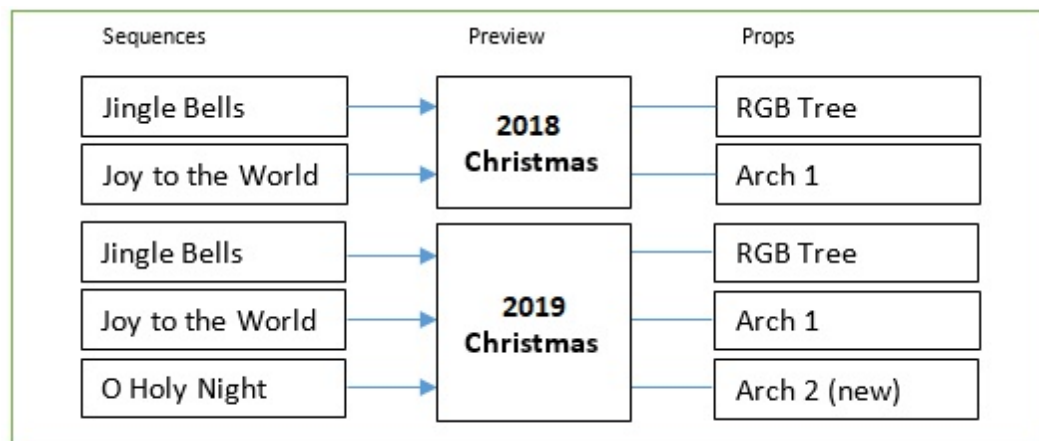 Sequences Preview Props
Jingle Bells
2018
Christmas
RGB Tree
Joy to the World
Arch 1
Jingle Bells
2019
Christmas
RGB Tree
Joy to the World
Arch 1
O Holy Night
Arch 2 (new)